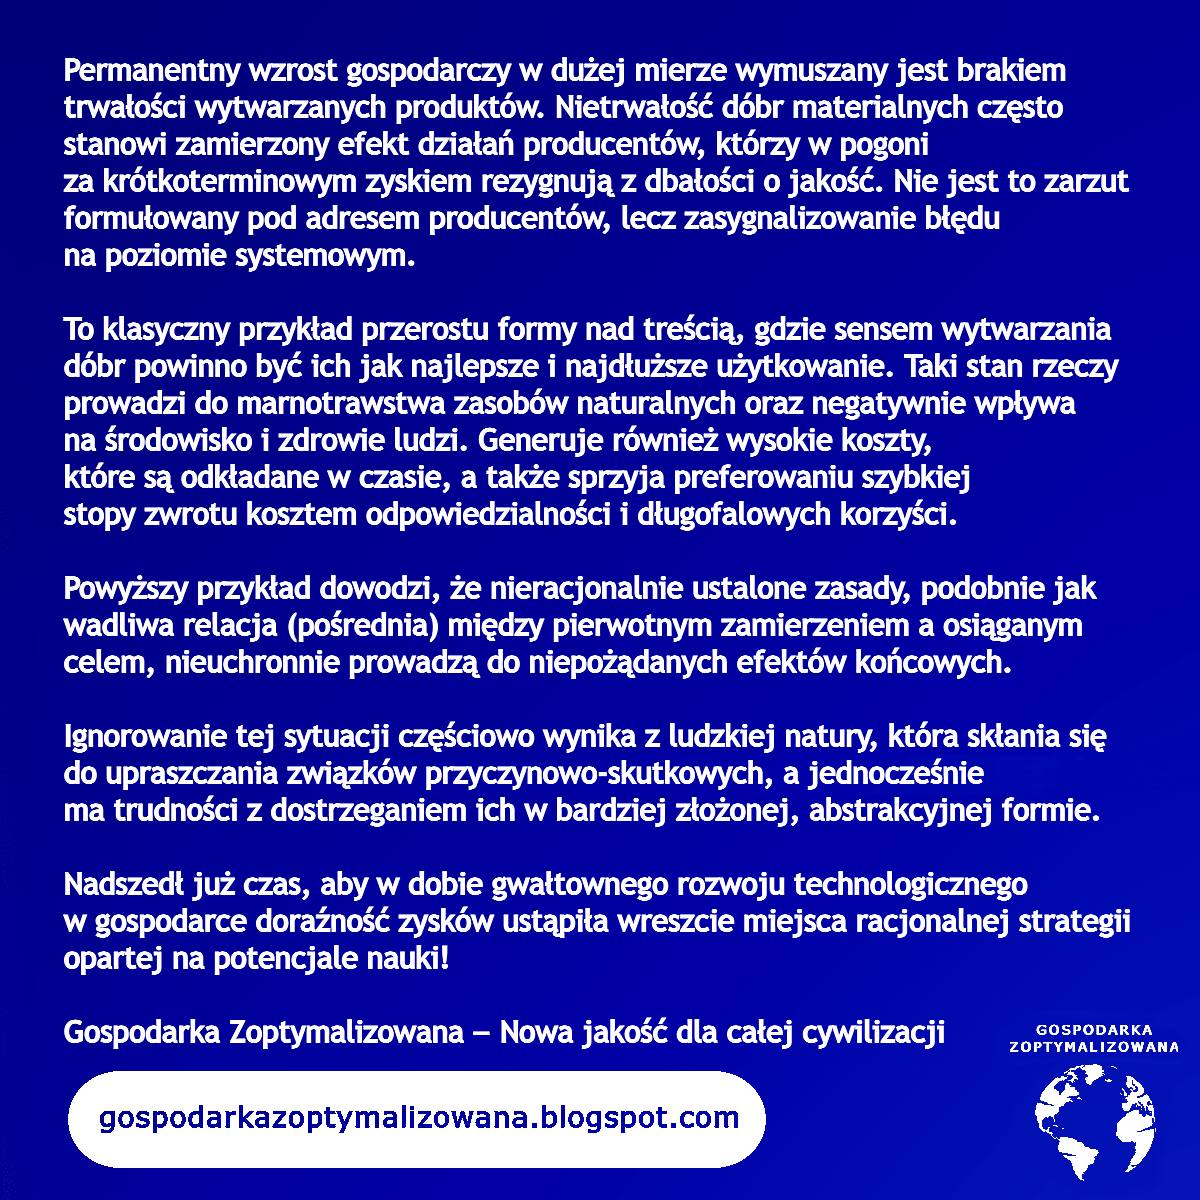 Permanentny wzrost gospodarczy w dużej mierze wymuszany jest brakiem
trwałości wytwarzanych produktów. Nietrwałość dóbr materialnych często
stanowi zamierzony efekt działań producentów, którzy w pogoni
za krótkoterminowym zyskiem rezygnują z dbałości o jakość. Nie jest to zarzut
formułowany pod adresem producentów, lecz zasygnalizowanie błędu
na poziomie systemowym.

To klasyczny przykład przerostu formy nad treścią, gdzie sensem wytwarzania
dóbr powinno być ich jak najlepsze i najdłuższe użytkowanie. Taki stan rzeczy
prowadzi do marnotrawstwa zasobów naturalnych oraz negatywnie wpływa
na środowisko i zdrowie ludzi. Generuje również wysokie koszty,
które są odkładane w czasie, a także sprzyja preferowaniu szybkiej
stopy zwrotu kosztem odpowiedzialności i długofalowych korzyści.

Powyższy przykład dowodzi, że nieracjonalnie ustalone zasady, podobnie jak
wadliwa relacja (pośrednia) między pierwotnym zamierzeniem a osiąganym
celem, nieuchronnie prowadzą do niepożądanych efektów końcowych.

Ignorowanie tej sytuacji częściowo wynika z ludzkiej natury, która skłania się
do upraszczania związków przyczynowo-skutkowych, a jednocześnie
ma trudności z dostrzeganiem ich w bardziej złożonej, abstrakcyjnej formie.

Nadszedł już czas, aby w dobie gwałtownego rozwoju technologicznego
w gospodarce doraźność zysków ustąpiła wreszcie miejsca racjonalnej strategii
opartej na potencjale nauki!

Gospodarka Zoptymalizowana – Nowa jakość dla całej cywilizacji
gospodarkazoptymalizowana.blogspot.com
GOSPODARKA
ZOPTYMALIZOWANA